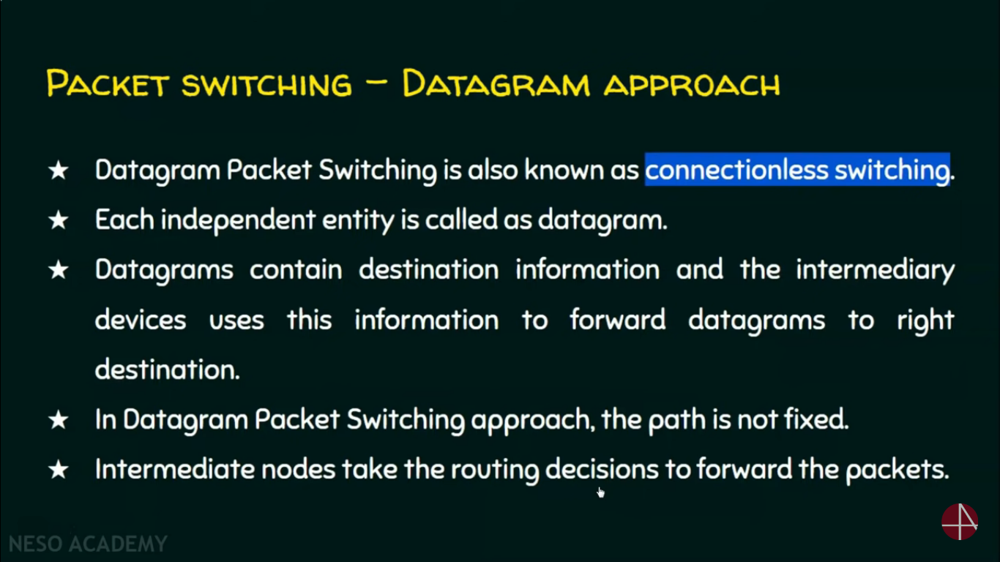 PACKET SWITCHING – DATAGRAM APPROACH
★ Datagram Packet Switching is also known as connectionless switching.
★ Each independent entity is called as datagram.
★ Datagrams contain destination information and the intermediary
devices uses this information to forward datagrams to right
destination.
★ In Datagram Packet Switching approach, the path is not fixed.
★ Intermediate nodes take the routing decisions to forward the packets.
NESO ACADEMY